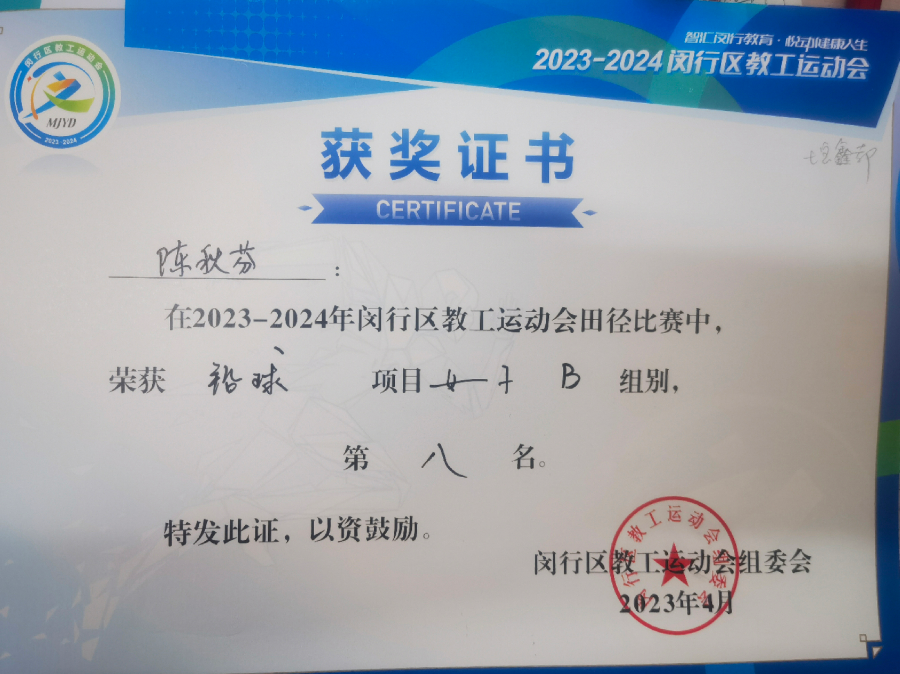 智汇闵行教育·悦动健康人生
2023-2024 闵行区教工运动会
闵行区教工运动会
MJYD
2023-2024
获奖证书
CERTIFICATE
陈秋芬:
在2023-2024年闵行区教工运动会田径比赛中,
荣获 铅球 项目 女子 B 组别,
第 八 名。
特发此证,以资鼓励。
闵行区教工运动会组委会
2023年4月
闵行区教工运动会组委会